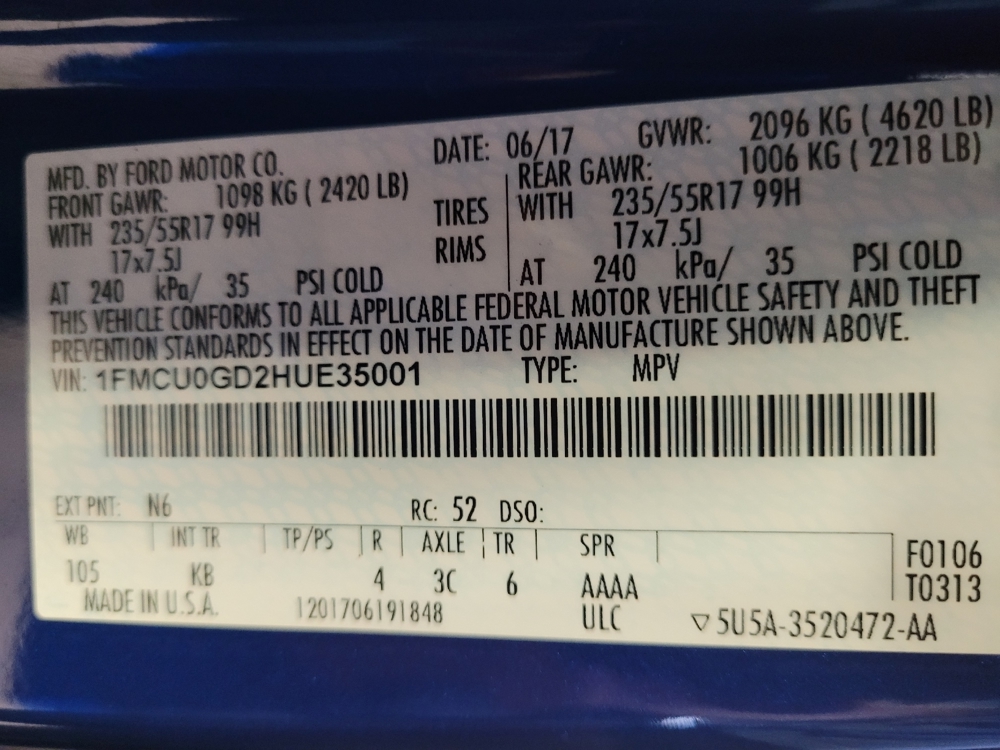 MFD. BY FORD MOTOR CO. DATE: 06/17 GVWR: 2096 KG ( 4620 LB)
FRONT GAWR: 1098 KG ( 2420 LB) REAR GAWR: 1006 KG ( 2218 LB)
WITH 235/55R17 99H TIRES WITH 235/55R17 99H
17x7.5J RIMS 17x7.5J
AT 240 kPa/ 35 PSI COLD AT 240 kPa/ 35 PSI COLD
THIS VEHICLE CONFORMS TO ALL APPLICABLE FEDERAL MOTOR VEHICLE SAFETY AND THEFT
PREVENTION STANDARDS IN EFFECT ON THE DATE OF MANUFACTURE SHOWN ABOVE.
VIN: 1FMCU0GD2HUE35001 TYPE: MPV
EXT PNT: N6 RC: 52 DSO:
WB INT TR TP/PS R AXLE TR SPR F0106
105 KB 4 3C 6 AAAA T0313
MADE IN U.S.A. 1201706191848 ULC ▽5U5A-3520472-AA